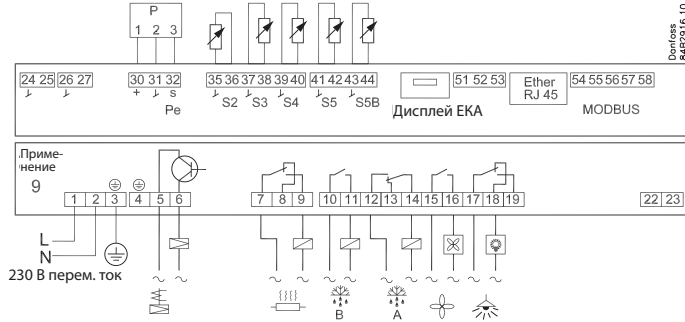 Danfoss
84B2916.10
P
1 2 3
24 25 26 27 30 31 32 35 36 37 38 39 40 41 42 43 44 51 52 53 Ether RJ 45 54 55 56 57 58
+ s S2 S3 S4 S5 S5B
Pe Дисплей EKA MODBUS
Приме-
нение
9
1 2 3 4 5 6 7 8 9 10 11 12 13 14 15 16 17 18 19 22 23
L
N
230 В перем. ток
B A